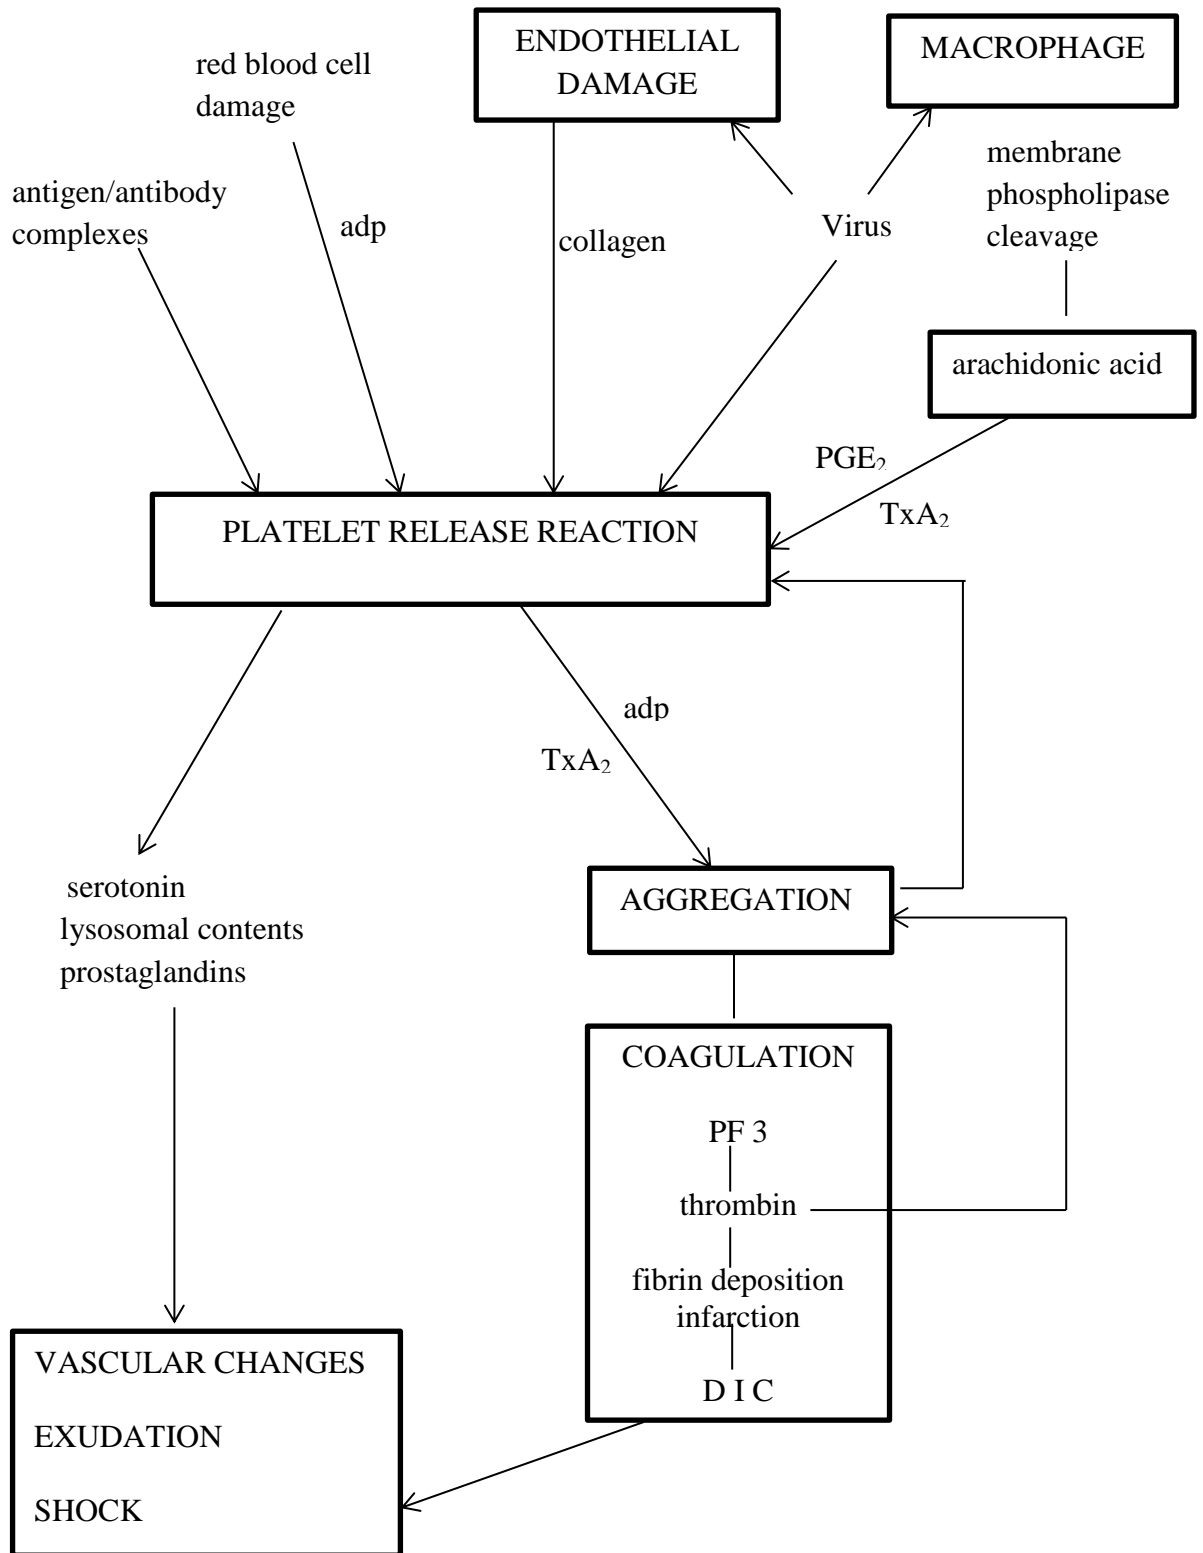 ENDOTHELIAL
DAMAGE
MACROPHAGE
red blood cell
damage
membrane
phospholipase
cleavage
antigen/antibody
complexes
adp
collagen
Virus
arachidonic acid
PGE₂
TxA₂
PLATELET RELEASE REACTION
adp
TxA₂
serotonin
lysosomal contents
prostaglandins
AGGREGATION
COAGULATION
PF 3
thrombin
fibrin deposition
infarction
D I C
VASCULAR CHANGES
EXUDATION
SHOCK